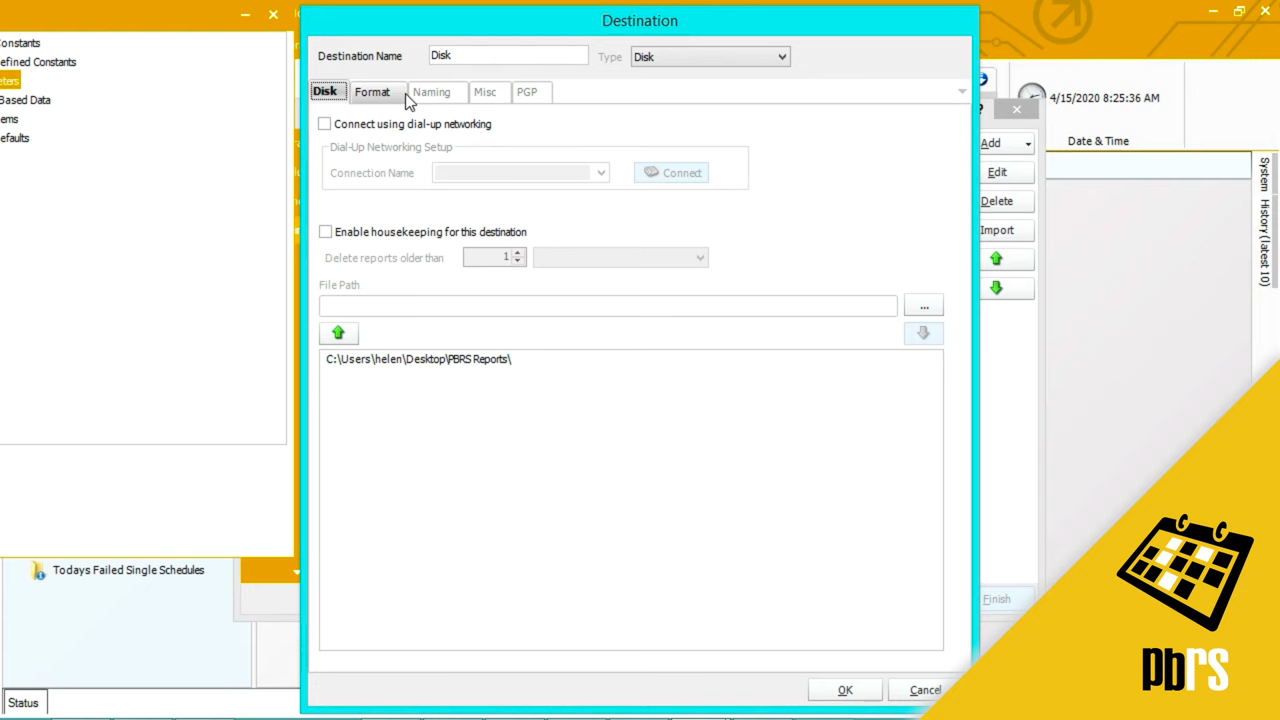 Destination
Destination Name
Disk
Type
Disk
Disk
Format
Naming
Misc
PGP
Connect using dial-up networking
Dial-Up Networking Setup
Connection Name
Connect
Enable housekeeping for this destination
Delete reports older than
1
File Path
...
C:\Users\helen\Desktop\PBRS Reports\
OK
Cancel
onstants
efined Constants
eters
Based Data
ems
efaults
Todays Failed Single Schedules
Status
4/15/2020 8:25:36 AM
Date & Time
?
Add
Edit
Delete
Import
Finish
System
History (latest 10)
pbrs